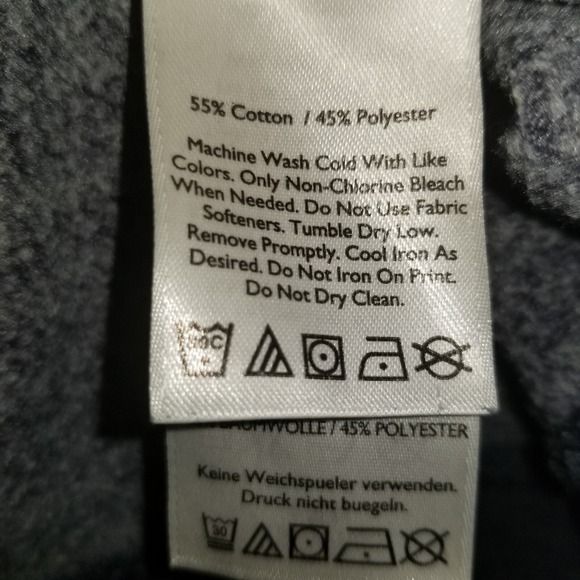 55% Cotton / 45% Polyester
Machine Wash Cold With Like
Colors. Only Non-Chlorine Bleach
When Needed. Do Not Use Fabric
Softeners. Tumble Dry Low.
Remove Promptly. Cool Iron As
Desired. Do Not Iron On Print.
Do Not Dry Clean.
30C
/ 45% POLYESTER
Keine Weichspueler verwenden.
Druck nicht buegeln.
30